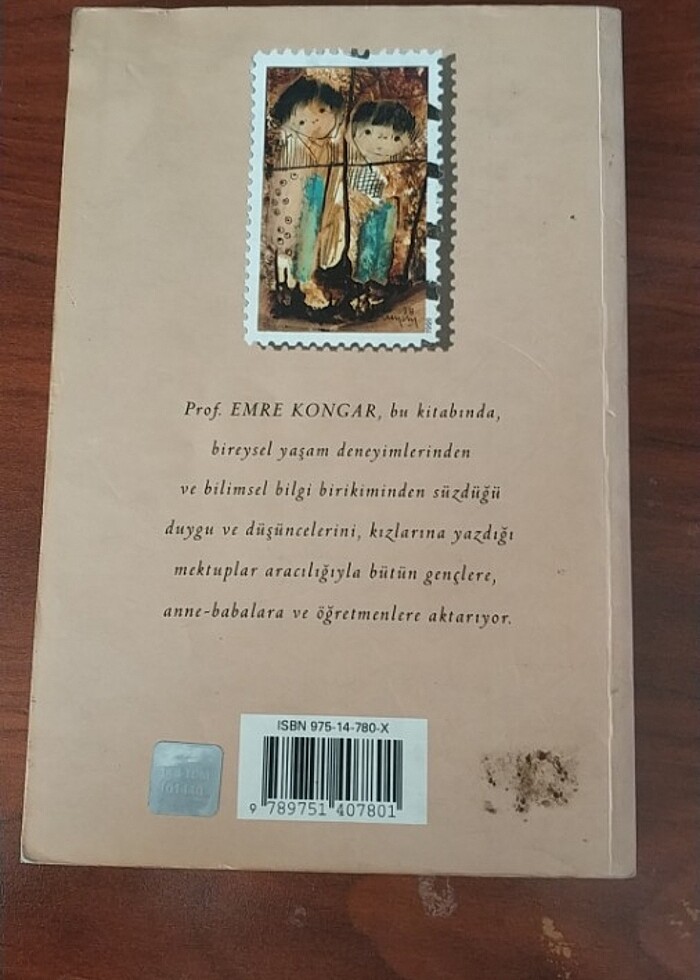 1996
Prof. EMRE KONGAR, bu kitabında,
bireysel yaşam deneyimlerinden
ve bilimsel bilgi birikiminden süzdüğü
duygu ve düşüncelerini, kızlarına yazdığı
mektuplar aracılığıyla bütün gençlere,
anne-babalara ve öğretmenlere aktarıyor.
ISBN 975-14-780-X
9 789751 407801